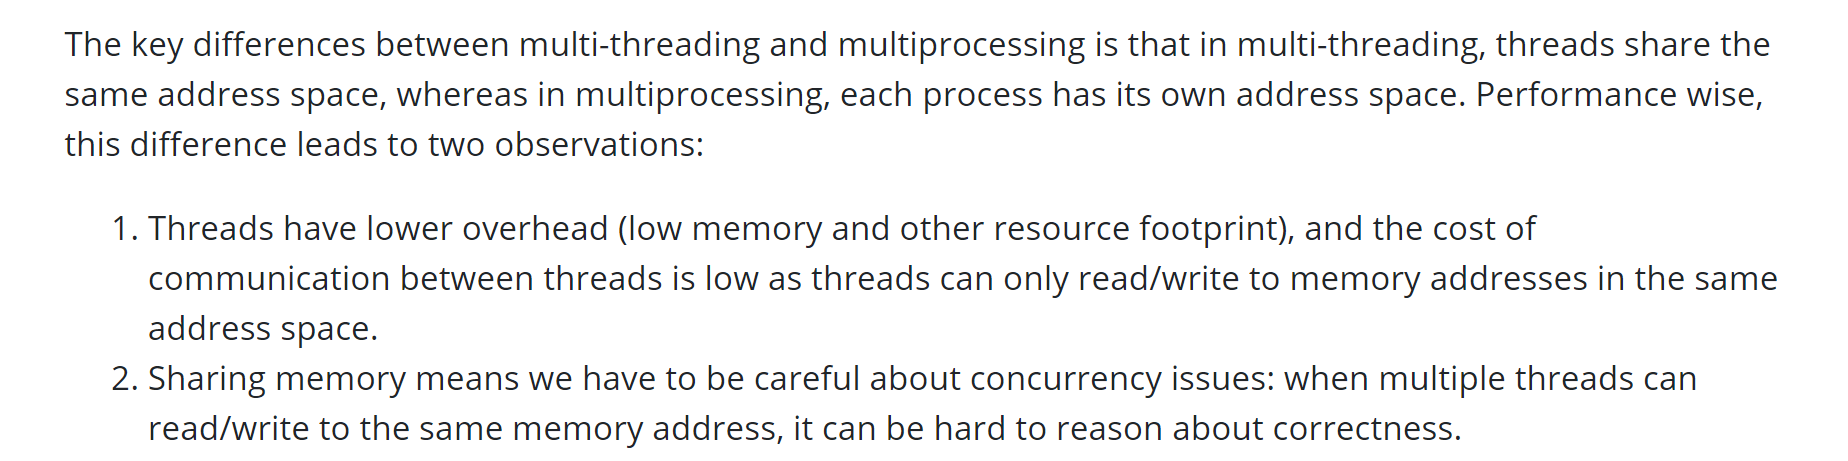 The key differences between multi-threading and multiprocessing is that in multi-threading, threads share the
same address space, whereas in multiprocessing, each process has its own address space. Performance wise,
this difference leads to two observations:
1. Threads have lower overhead (low memory and other resource footprint), and the cost of
communication between threads is low as threads can only read/write to memory addresses in the same
address space.
2. Sharing memory means we have to be careful about concurrency issues: when multiple threads can
read/write to the same memory address, it can be hard to reason about correctness.